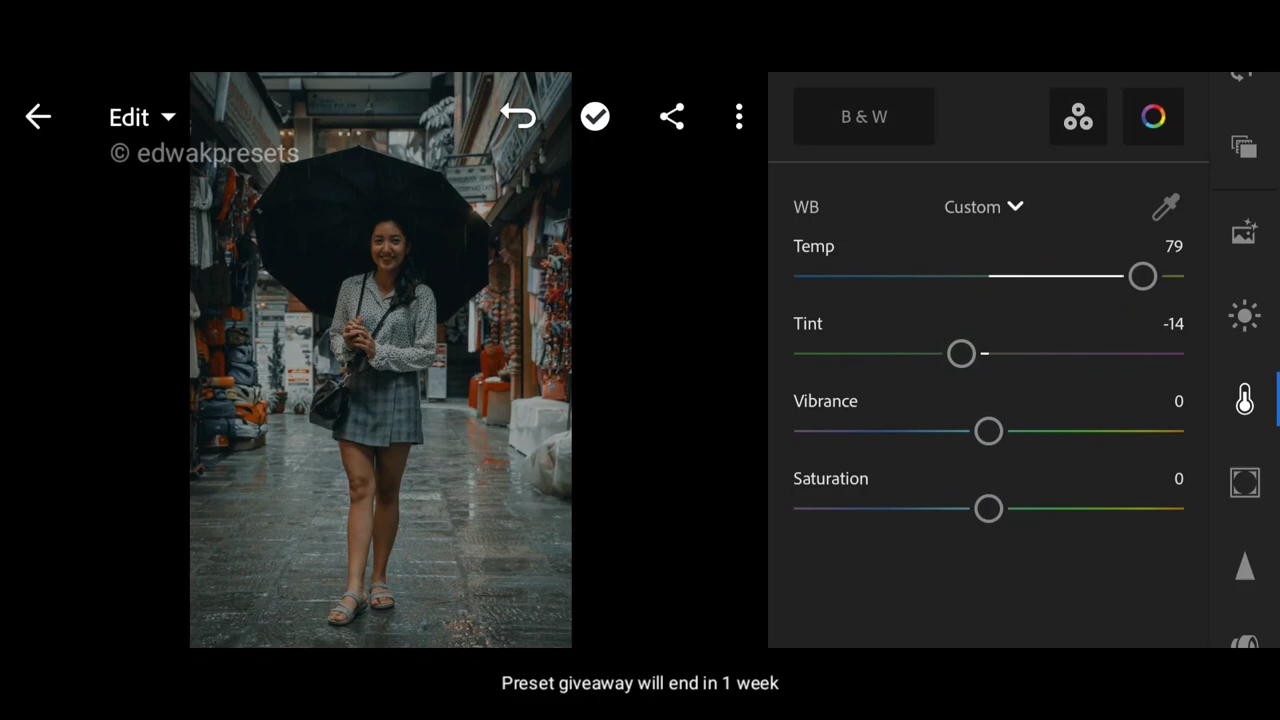 Edit
© edwakpresets
B & W
WB
Custom
Temp
79
Tint
-14
Vibrance
0
Saturation
0
Preset giveaway will end in 1 week